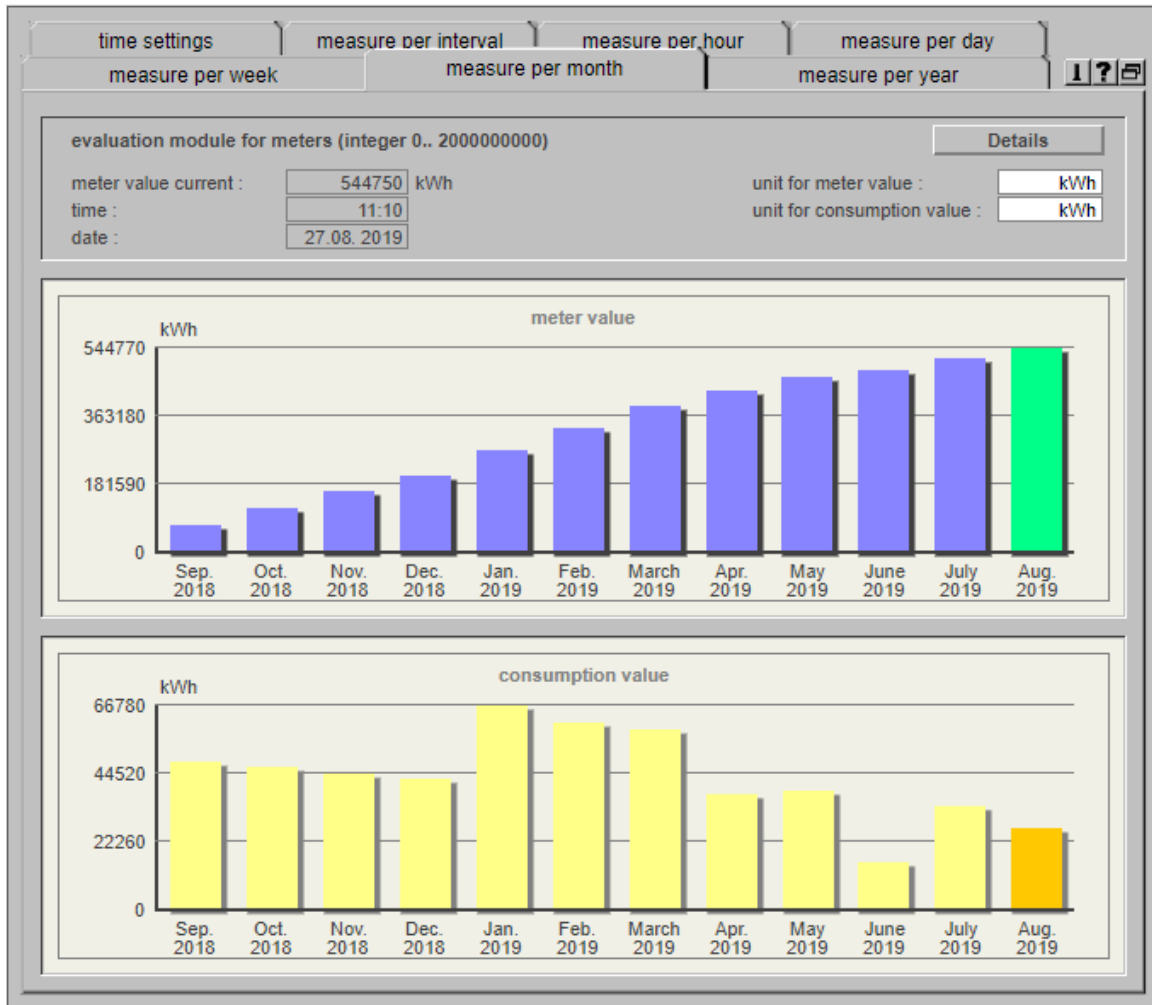 time settings measure per interval measure per hour measure per day
measure per week measure per month measure per year I ?
evaluation module for meters (integer 0.. 2000000000) Details
meter value current : 544750 kWh unit for meter value : kWh
time : 11:10 unit for consumption value : kWh
date : 27.08. 2019
meter value
kWh
544770
363180
181590
0
Sep. Oct. Nov. Dec. Jan. Feb. March Apr. May June July Aug.
2018 2018 2018 2018 2019 2019 2019 2019 2019 2019 2019 2019
consumption value
kWh
66780
44520
22260
0
Sep. Oct. Nov. Dec. Jan. Feb. March Apr. May June July Aug.
2018 2018 2018 2018 2019 2019 2019 2019 2019 2019 2019 2019